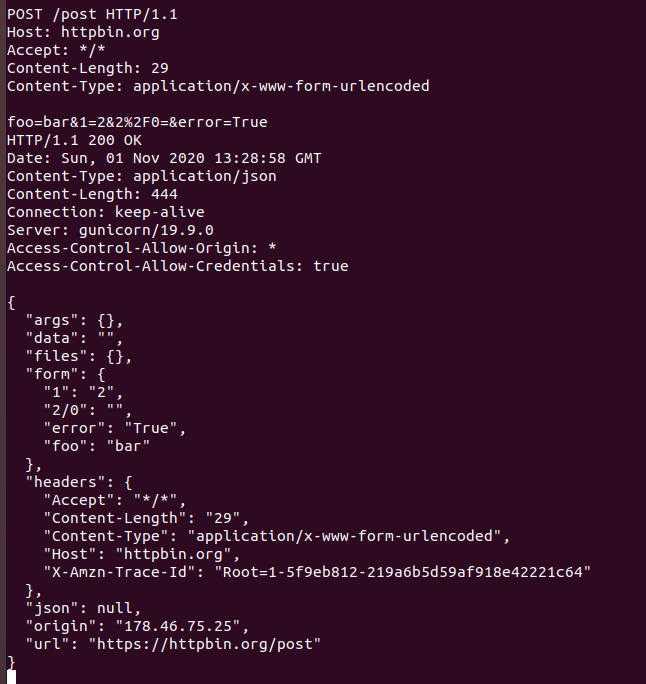 POST /post HTTP/1.1
Host: httpbin.org
Accept: */*
Content-Length: 29
Content-Type: application/x-www-form-urlencoded

foo=bar&1=2&2%2F0=&error=True
HTTP/1.1 200 OK
Date: Sun, 01 Nov 2020 13:28:58 GMT
Content-Type: application/json
Content-Length: 444
Connection: keep-alive
Server: gunicorn/19.9.0
Access-Control-Allow-Origin: *
Access-Control-Allow-Credentials: true

{
  "args": {},
  "data": "",
  "files": {},
  "form": {
    "1": "2",
    "2/0": "",
    "error": "True",
    "foo": "bar"
  },
  "headers": {
    "Accept": "*/*",
    "Content-Length": "29",
    "Content-Type": "application/x-www-form-urlencoded",
    "Host": "httpbin.org",
    "X-Amzn-Trace-Id": "Root=1-5f9eb812-219a6b5d59af918e42221c64"
  },
  "json": null,
  "origin": "178.46.75.25",
  "url": "https://httpbin.org/post"
}